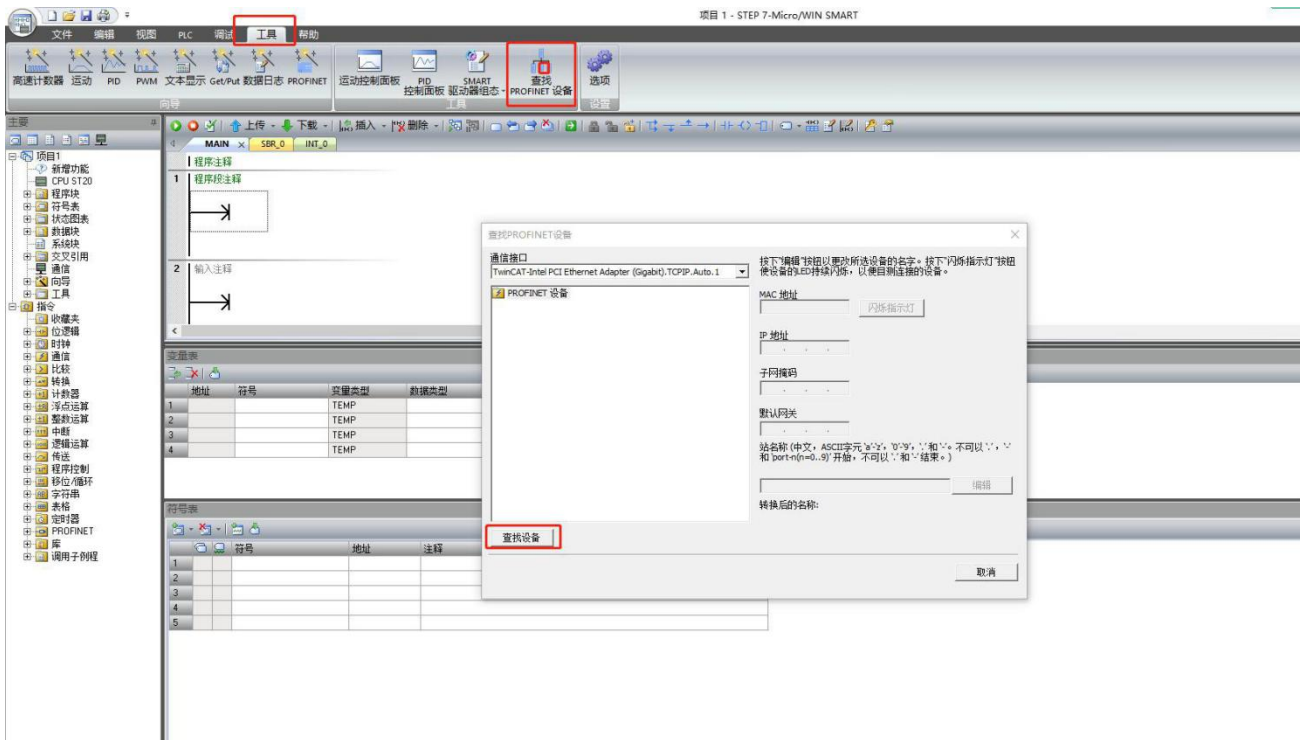 项目 1 - STEP 7-Micro/WIN SMART
文件 编辑 视图 PLC 调试 工具 帮助
高速计数器 运动 PID PWM 文本显示 Get/Put 数据日志 PROFINET 运动控制面板 PID 控制面板 SMART 驱动器组态 查找 PROFINET 设备 选项
向导 工具 设置
主要
上传 下载 插入 删除
MAIN SBR_0 INT_0
项目1
新增功能
CPU ST20
程序块
符号表
状态图表
数据块
系统块
交叉引用
通信
向导
工具
指令
收藏夹
位逻辑
时钟
通信
比较
转换
计数器
浮点运算
整数运算
中断
逻辑运算
传送
程序控制
移位/循环
字符串
表格
定时器
PROFINET
库
调用子例程
程序注释
1 程序段注释
2 输入注释
变量表
地址 符号 变量类型 数据类型
1 TEMP
2 TEMP
3 TEMP
4 TEMP
符号表
符号 地址 注释
1
2
3
4
5
查找PROFINET设备
通信接口
TwinCAT-Intel PCI Ethernet Adapter (Gigabit).TCPIP.Auto.1
PROFINET 设备
查找设备
按下"编辑"按钮以更改所选设备的名字。按下"闪烁指示灯"按钮
使设备的LED持续闪烁，以便目测连接的设备。
MAC 地址
闪烁指示灯
IP 地址
子网掩码
默认网关
站名称 (中文，ASCII字元 'a'-'z'，'0'-'9'，'.' 和 '-'。不可以 '.'，'-'
和 'port-n(n=0..9)' 开始，不可以 '.' 和 '-' 结束。)
编辑
转换后的名称:
取消